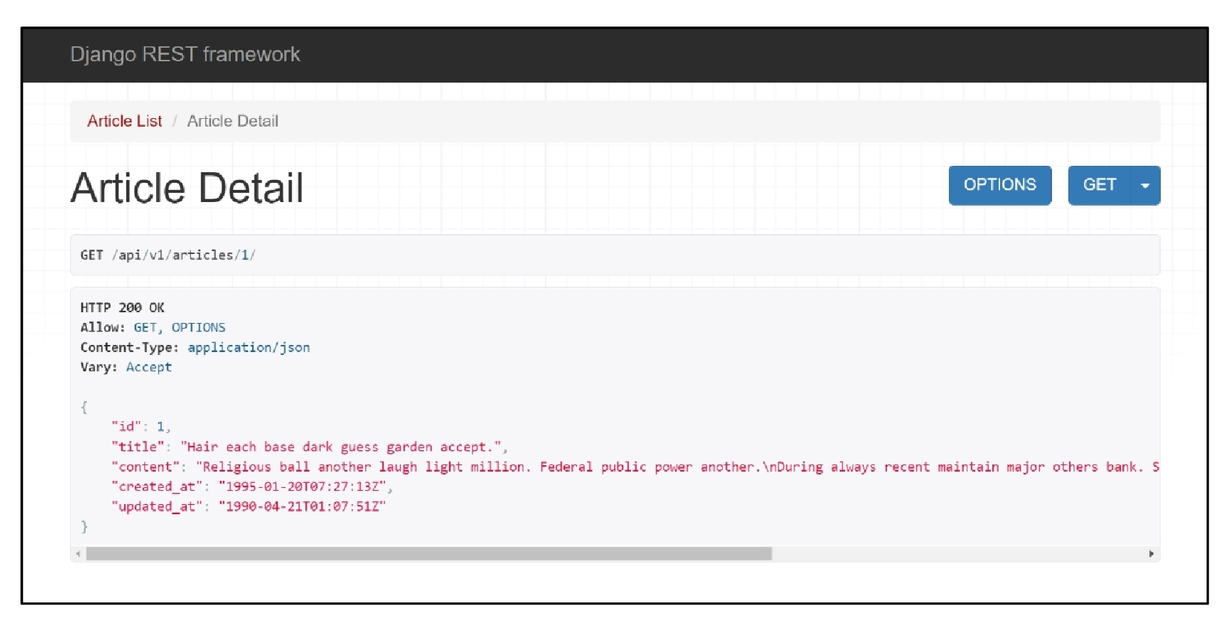 Django REST framework
Article List / Article Detail
Article Detail
OPTIONS
GET
GET /api/v1/articles/1/
HTTP 200 OK
Allow: GET, OPTIONS
Content-Type: application/json
Vary: Accept
{
    "id": 1,
    "title": "Hair each base dark guess garden accept.",
    "content": "Religious ball another laugh light million. Federal public power another.\nDuring always recent maintain major others bank. S
    "created_at": "1995-01-20T07:27:13Z",
    "updated_at": "1990-04-21T01:07:51Z"
}